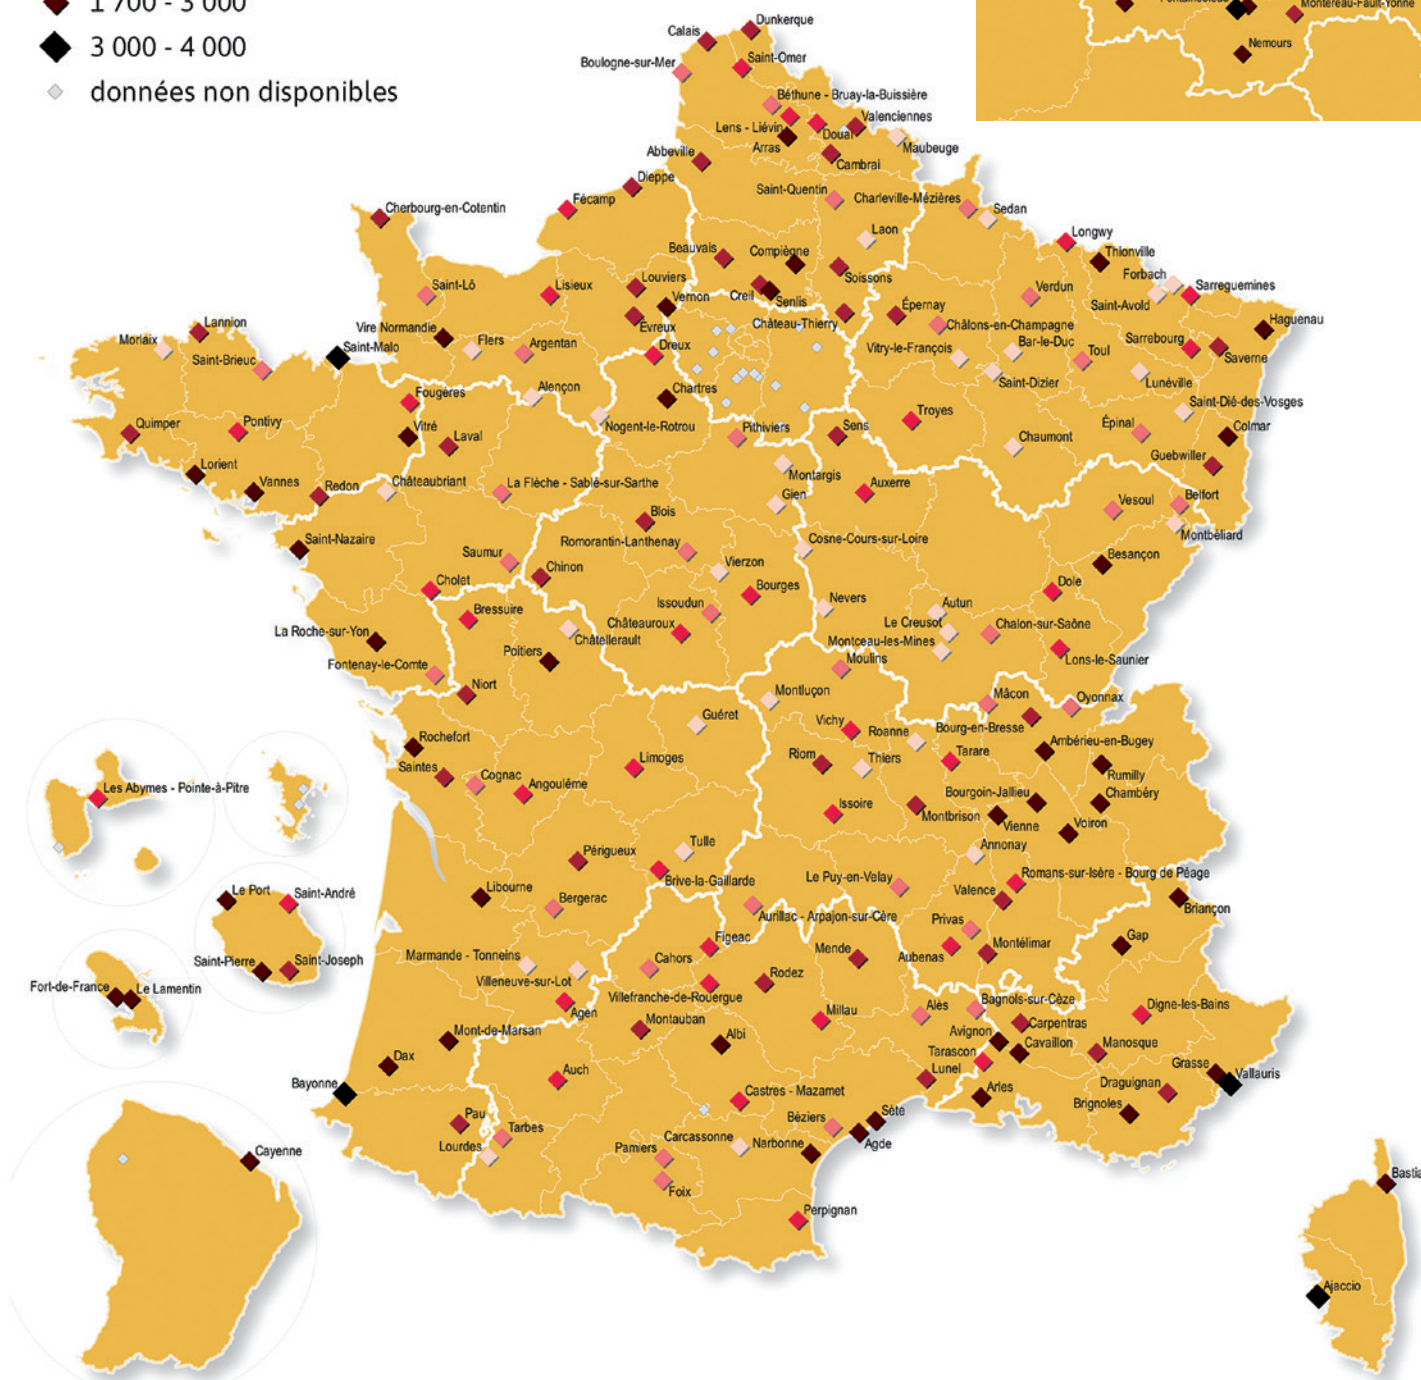 1 700 - 3 000
3 000 - 4 000
données non disponibles
Montereau-Fault-Yonne
Nemours
Dunkerque
Calais
Boulogne-sur-Mer
Saint-Omer
Béthune - Bruay-la-Buissière
Lens - Liévin
Douai
Valenciennes
Arras
Maubeuge
Cambrai
Abbeville
Dieppe
Saint-Quentin
Charleville-Mézières
Sedan
Fécamp
Cherbourg-en-Cotentin
Laon
Longwy
Beauvais
Compiègne
Thionville
Soissons
Forbach
Saint-Lô
Lisieux
Louviers
Creil
Senlis
Verdun
Saint-Avold
Sarreguemines
Vernon
Épernay
Château-Thierry
Châlons-en-Champagne
Haguenau
Lannion
Vire Normandie
Évreux
Morlaix
Saint-Malo
Flers
Argentan
Dreux
Vitry-le-François
Bar-le-Duc
Toul
Sarrebourg
Saverne
Saint-Brieuc
Saint-Dizier
Lunéville
Fougères
Alençon
Chartres
Saint-Dié-des-Vosges
Quimper
Pontivy
Vitré
Laval
Nogent-le-Rotrou
Pithiviers
Sens
Troyes
Chaumont
Épinal
Colmar
Guebwiller
Lorient
Vannes
Redon
Châteaubriant
La Flèche - Sablé-sur-Sarthe
Montargis
Gien
Auxerre
Vesoul
Belfort
Montbéliard
Blois
Saint-Nazaire
Saumur
Romorantin-Lanthenay
Cosne-Cours-sur-Loire
Besançon
Chinon
Vierzon
Cholet
Bourges
Dole
Bressuire
Issoudun
Nevers
Autun
La Roche-sur-Yon
Châtellerault
Châteauroux
Le Creusot
Chalon-sur-Saône
Montceau-les-Mines
Poitiers
Lons-le-Saunier
Fontenay-le-Comte
Moulins
Niort
Montluçon
Mâcon
Oyonnax
Guéret
Vichy
Roanne
Bourg-en-Bresse
Rochefort
Ambérieu-en-Bugey
Saintes
Limoges
Riom
Thiers
Tarare
Rumilly
Cognac
Angoulême
Les Abymes - Pointe-à-Pitre
Issoire
Montbrison
Bourgoin-Jallieu
Chambéry
Vienne
Voiron
Périgueux
Tulle
Annonay
Brive-la-Gaillarde
Le Puy-en-Velay
Romans-sur-Isère - Bourg de Péage
Libourne
Valence
Le Port
Saint-André
Bergerac
Aurillac - Arpajon-sur-Cère
Briançon
Privas
Figeac
Gap
Marmande - Tonneins
Cahors
Mende
Aubenas
Montélimar
Saint-Pierre
Saint-Joseph
Villeneuve-sur-Lot
Rodez
Fort-de-France
Le Lamentin
Villefranche-de-Rouergue
Agen
Millau
Alès
Bagnols-sur-Cèze
Digne-les-Bains
Mont-de-Marsan
Montauban
Albi
Avignon
Carpentras
Dax
Tarascon
Cavaillon
Manosque
Auch
Lunel
Grasse
Vallauris
Bayonne
Castres - Mazamet
Arles
Draguignan
Pau
Béziers
Sète
Brignoles
Tarbes
Agde
Lourdes
Carcassonne
Narbonne
Pamiers
Cayenne
Foix
Bastia
Perpignan
Ajaccio